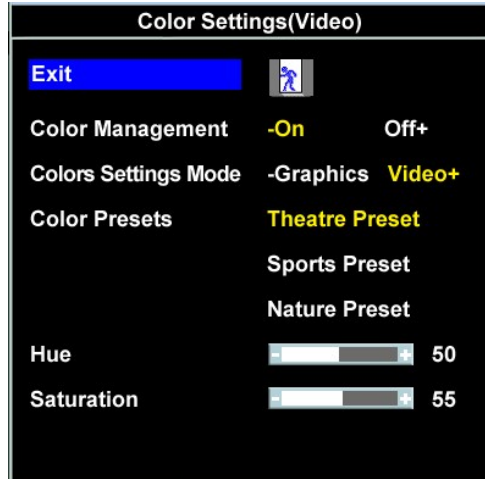 Color Settings(Video)
Exit
Color Management -On Off+
Colors Settings Mode -Graphics Video+
Color Presets Theatre Preset
Sports Preset
Nature Preset
Hue - + 50
Saturation - + 55